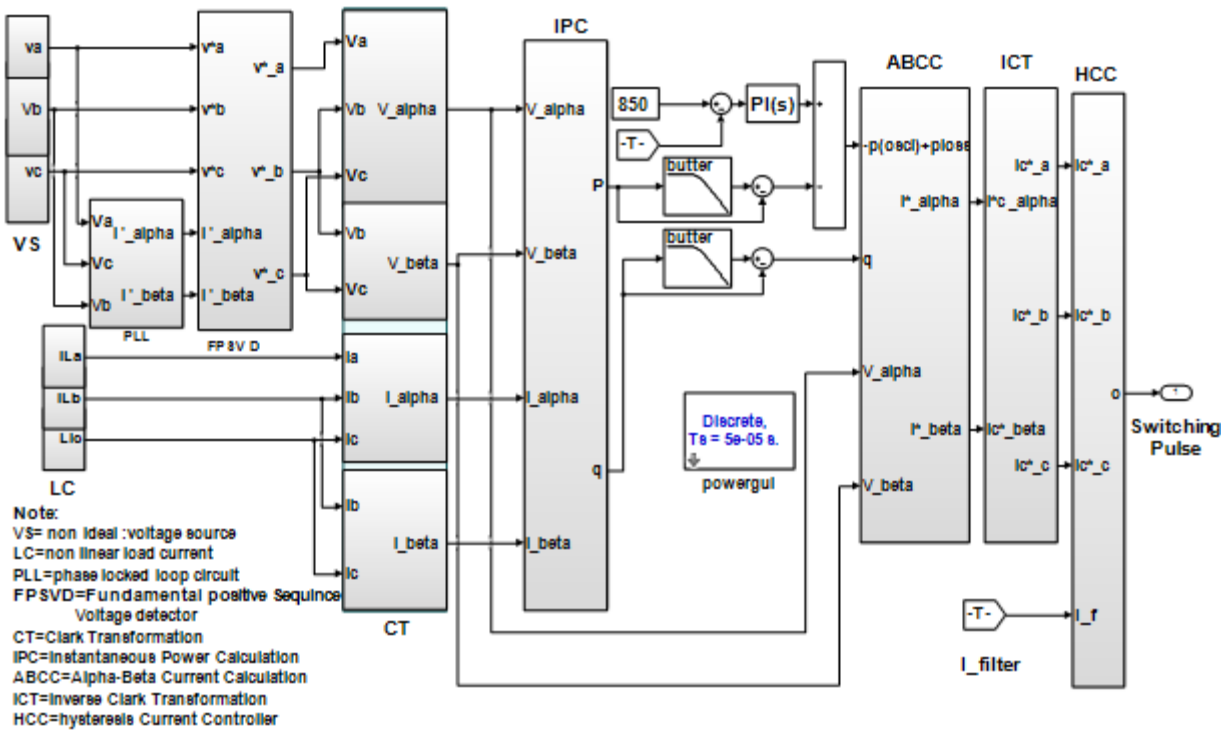 va
Vb
vc
VS
Va
Vc
Vb
I'_alpha
I'_beta
PLL
v*a
v*b
v*c
I'_alpha
I'_beta
v*_a
v*_b
v*_c
FPSVD
Va
Vb
Vc
V_alpha
Vb
Vc
V_beta
ILa
ILb
LIo
LC
Ia
Ib
Ic
I_alpha
Ib
Ic
I_beta
CT
IPC
V_alpha
V_beta
I_alpha
I_beta
P
q
850
-T-
PI(s)
butter
butter
+
-
Discrete,
Ts = 5e-05 s.
powergui
ABCC
-p(oscl)+ploss
q
V_alpha
V_beta
I*_alpha
I*_beta
ICT
I*c_alpha
Ic*_beta
Ic*_a
Ic*_b
Ic*_c
HCC
Ic*_a
Ic*_b
Ic*_c
I_f
o
1
Switching
Pulse
-T-
I_filter
Note:
VS= non ideal :voltage source
LC=non linear load current
PLL=phase locked loop circuit
FPSVD=Fundamental positive Sequince
Voltage detector
CT=Clark Transformation
IPC=Instantaneous Power Calculation
ABCC=Alpha-Beta Current Calculation
ICT=Inverse Clark Transformation
HCC=hysteresis Current Controller